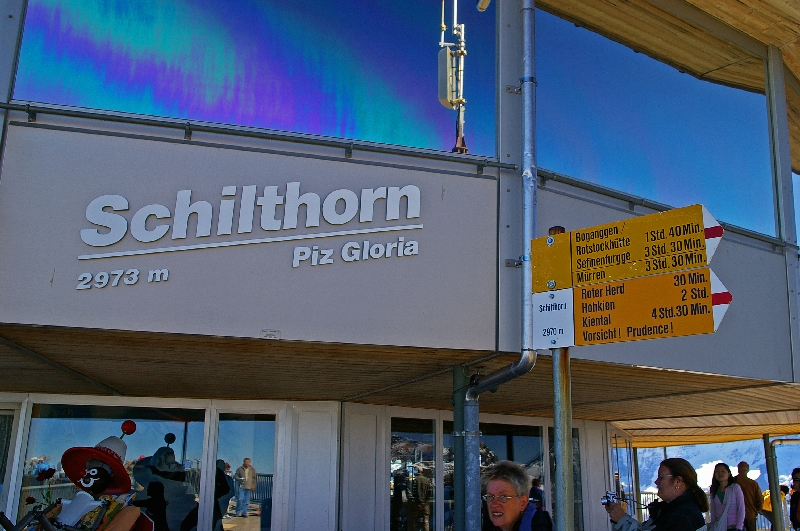 Schilthorn
Piz Gloria
2973 m
Boganggen /
Rotstockhütte 1 Std. 40 Min.
Sefinenfurgge 3 Std. 30 Min.
Mürren 3 Std. 30 Min.
Schilthorn
2970 m
Roter Herd 30 Min.
Hohkien 2 Std.
Kiental 4 Std. 30 Min.
Vorsicht! Prudence!